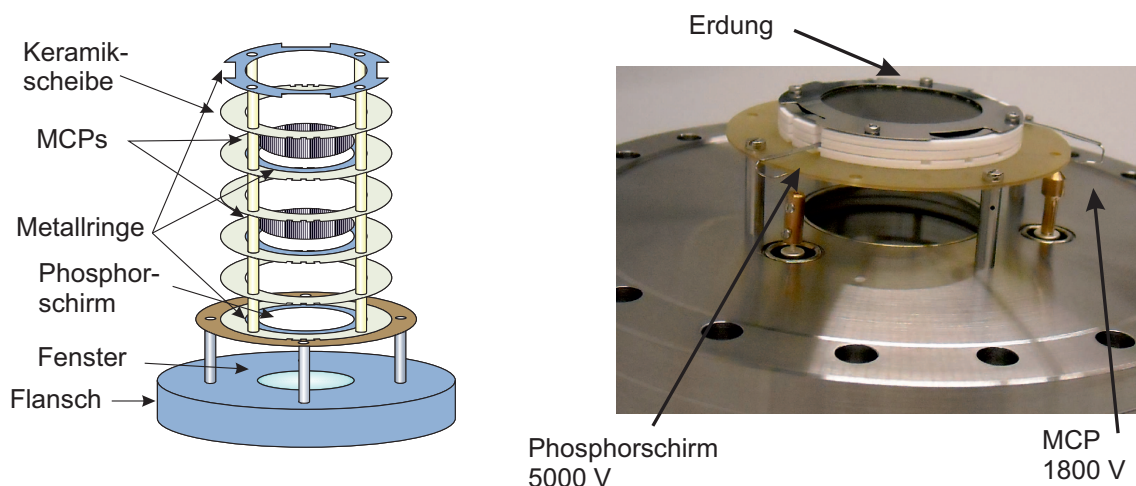 Keramik-
scheibe
MCPs
Metallringe
Phosphor-
schirm
Fenster
Flansch
Erdung
Phosphorschirm
5000 V
MCP
1800 V